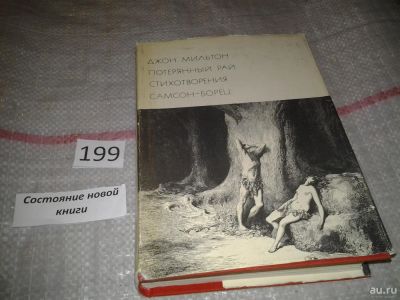 ДЖОН МИЛЬТОН
ПОТЕРЯННЫЙ РАЙ
СТИХОТВОРЕНИЯ
САМСОН-БОРЕЦ
199
Состояние новой
книги
au.ru